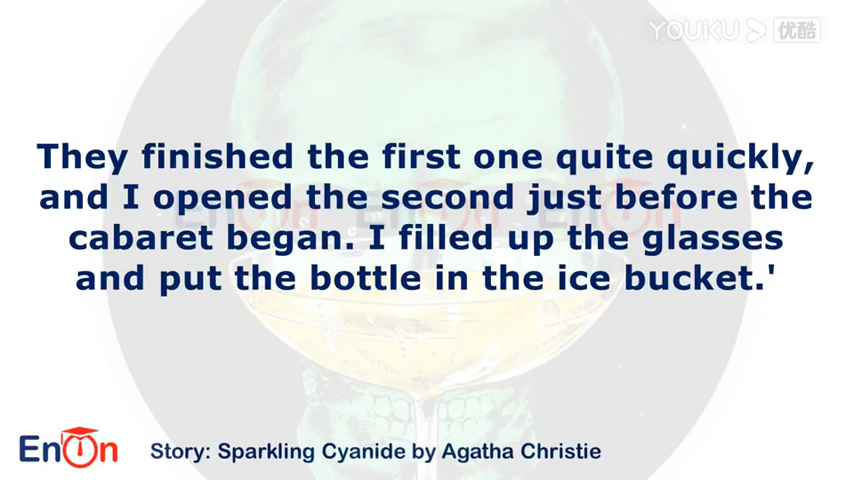 YOUKU 优酷
They finished the first one quite quickly,
and I opened the second just before the
cabaret began. I filled up the glasses
and put the bottle in the ice bucket.'
EnOn
Story: Sparkling Cyanide by Agatha Christie